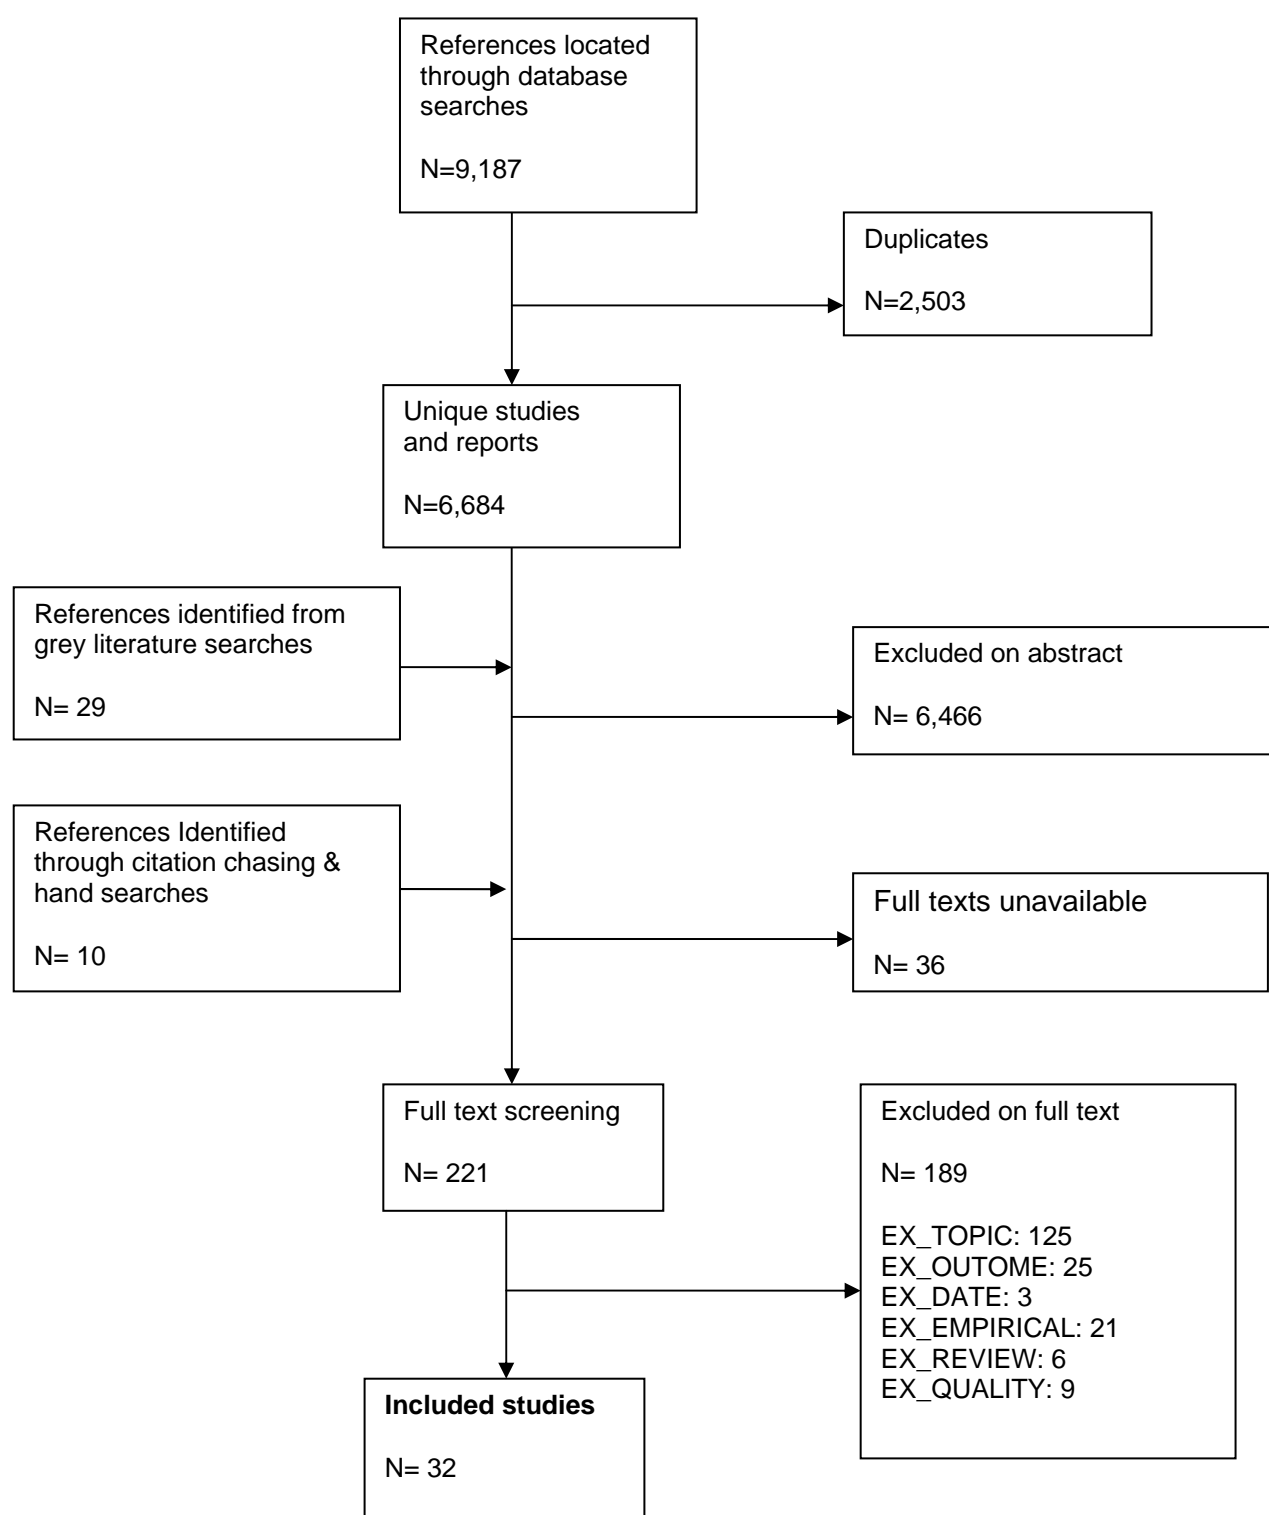 References located
through database
searches
N=9,187
Duplicates
N=2,503
Unique studies
and reports
N=6,684
References identified from
grey literature searches
N= 29
Excluded on abstract
N= 6,466
References Identified
through citation chasing &
hand searches
N= 10
Full texts unavailable
N= 36
Full text screening
N= 221
Excluded on full text
N= 189
EX_TOPIC: 125
EX_OUTOME: 25
EX_DATE: 3
EX_EMPIRICAL: 21
EX_REVIEW: 6
EX_QUALITY: 9
Included studies
N= 32